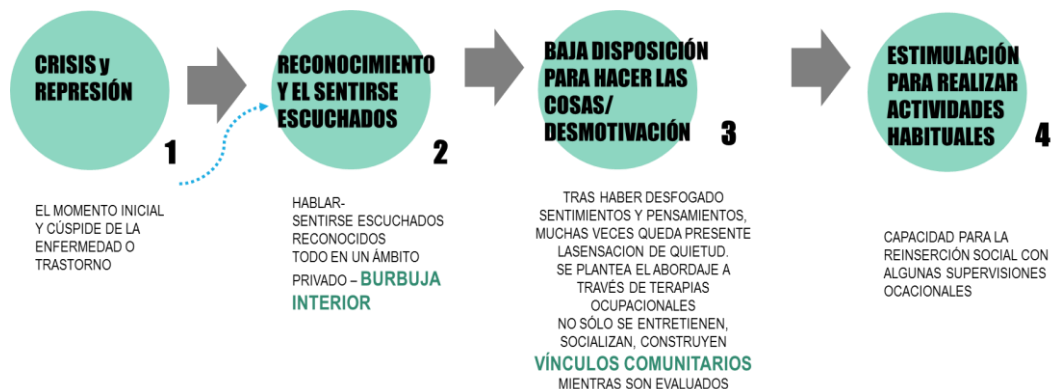 CRISIS y
REPRESIÓN
1
EL MOMENTO INICIAL
Y CÚSPIDE DE LA
ENFERMEDAD O
TRASTORNO
RECONOCIMIENTO
Y EL SENTIRSE
ESCUCHADOS
2
HABLAR-
SENTIRSE ESCUCHADOS
RECONOCIDOS
TODO EN UN ÁMBITO
PRIVADO – BURBUJA
INTERIOR
BAJA DISPOSICIÓN
PARA HACER LAS
COSAS/
DESMOTIVACIÓN
3
TRAS HABER DESFOGADO
SENTIMIENTOS Y PENSAMIENTOS,
MUCHAS VECES QUEDA PRESENTE
LASENSACION DE QUIETUD.
SE PLANTEA EL ABORDAJE A
TRAVÉS DE TERAPIAS
OCUPACIONALES
NO SÓLO SE ENTRETIENEN,
SOCIALIZAN, CONSTRUYEN
VÍNCULOS COMUNITARIOS
MIENTRAS SON EVALUADOS
ESTIMULACIÓN
PARA REALIZAR
ACTIVIDADES
HABITUALES
4
CAPACIDAD PARA LA
REINSERCIÓN SOCIAL CON
ALGUNAS SUPERVISIONES
OCACIONALES